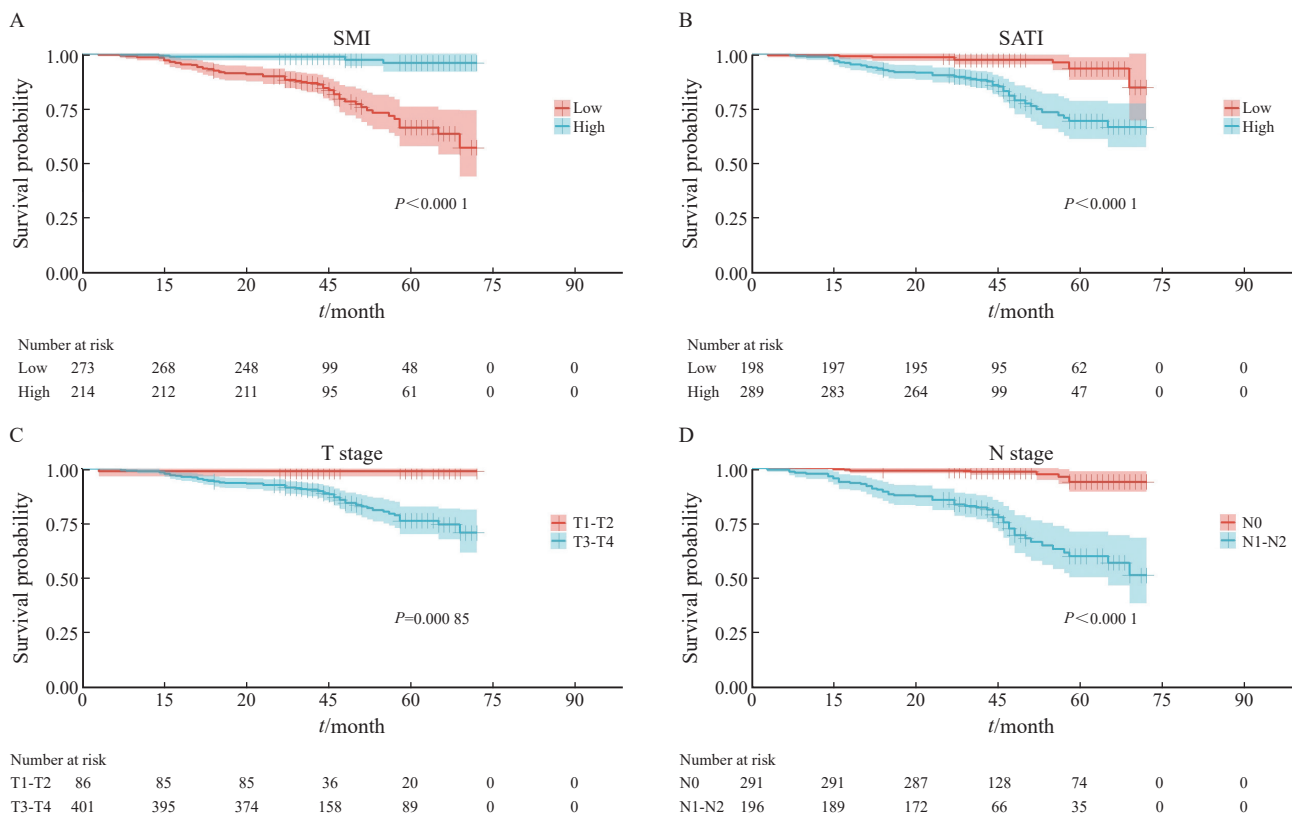 A
SMI
1.00
0.75
0.50
0.25
0.00
Survival probability
Low
High
P<0.000 1
0 15 20 45 60 75 90
t/month
Number at risk
Low 273 268 248 99 48 0 0
High 214 212 211 95 61 0 0
B
SATI
1.00
0.75
0.50
0.25
0.00
Survival probability
Low
High
P<0.000 1
0 15 20 45 60 75 90
t/month
Number at risk
Low 198 197 195 95 62 0 0
High 289 283 264 99 47 0 0
C
T stage
1.00
0.75
0.50
0.25
0.00
Survival probability
T1-T2
T3-T4
P=0.000 85
0 15 20 45 60 75 90
t/month
Number at risk
T1-T2 86 85 85 36 20 0 0
T3-T4 401 395 374 158 89 0 0
D
N stage
1.00
0.75
0.50
0.25
0.00
Survival probability
N0
N1-N2
P<0.000 1
0 15 20 45 60 75 90
t/month
Number at risk
N0 291 291 287 128 74 0 0
N1-N2 196 189 172 66 35 0 0